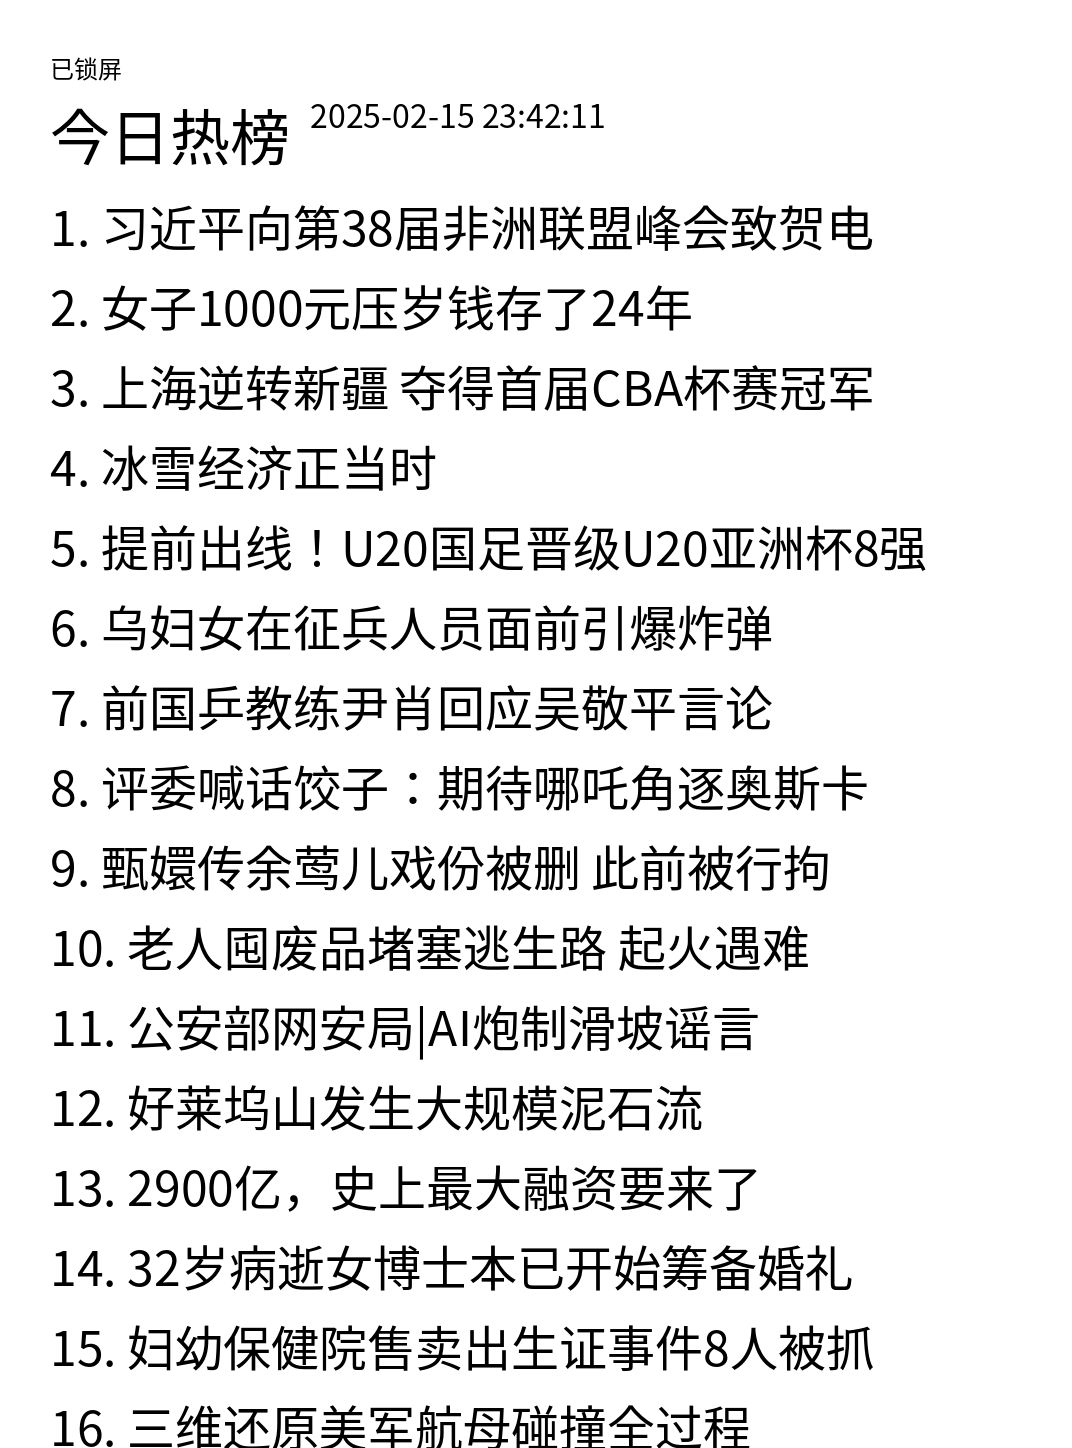 已锁屏
今日热榜 2025-02-15 23:42:11
1. 习近平向第38届非洲联盟峰会致贺电
2. 女子1000元压岁钱存了24年
3. 上海逆转新疆 夺得首届CBA杯赛冠军
4. 冰雪经济正当时
5. 提前出线！U20国足晋级U20亚洲杯8强
6. 乌妇女在征兵人员面前引爆炸弹
7. 前国乒教练尹肖回应吴敬平言论
8. 评委喊话饺子：期待哪吒角逐奥斯卡
9. 甄嬛传余莺儿戏份被删 此前被行拘
10. 老人囤废品堵塞逃生路 起火遇难
11. 公安部网安局|AI炮制滑坡谣言
12. 好莱坞山发生大规模泥石流
13. 2900亿，史上最大融资要来了
14. 32岁病逝女博士本已开始筹备婚礼
15. 妇幼保健院售卖出生证事件8人被抓
16. 三维还原美军航母碰撞全过程